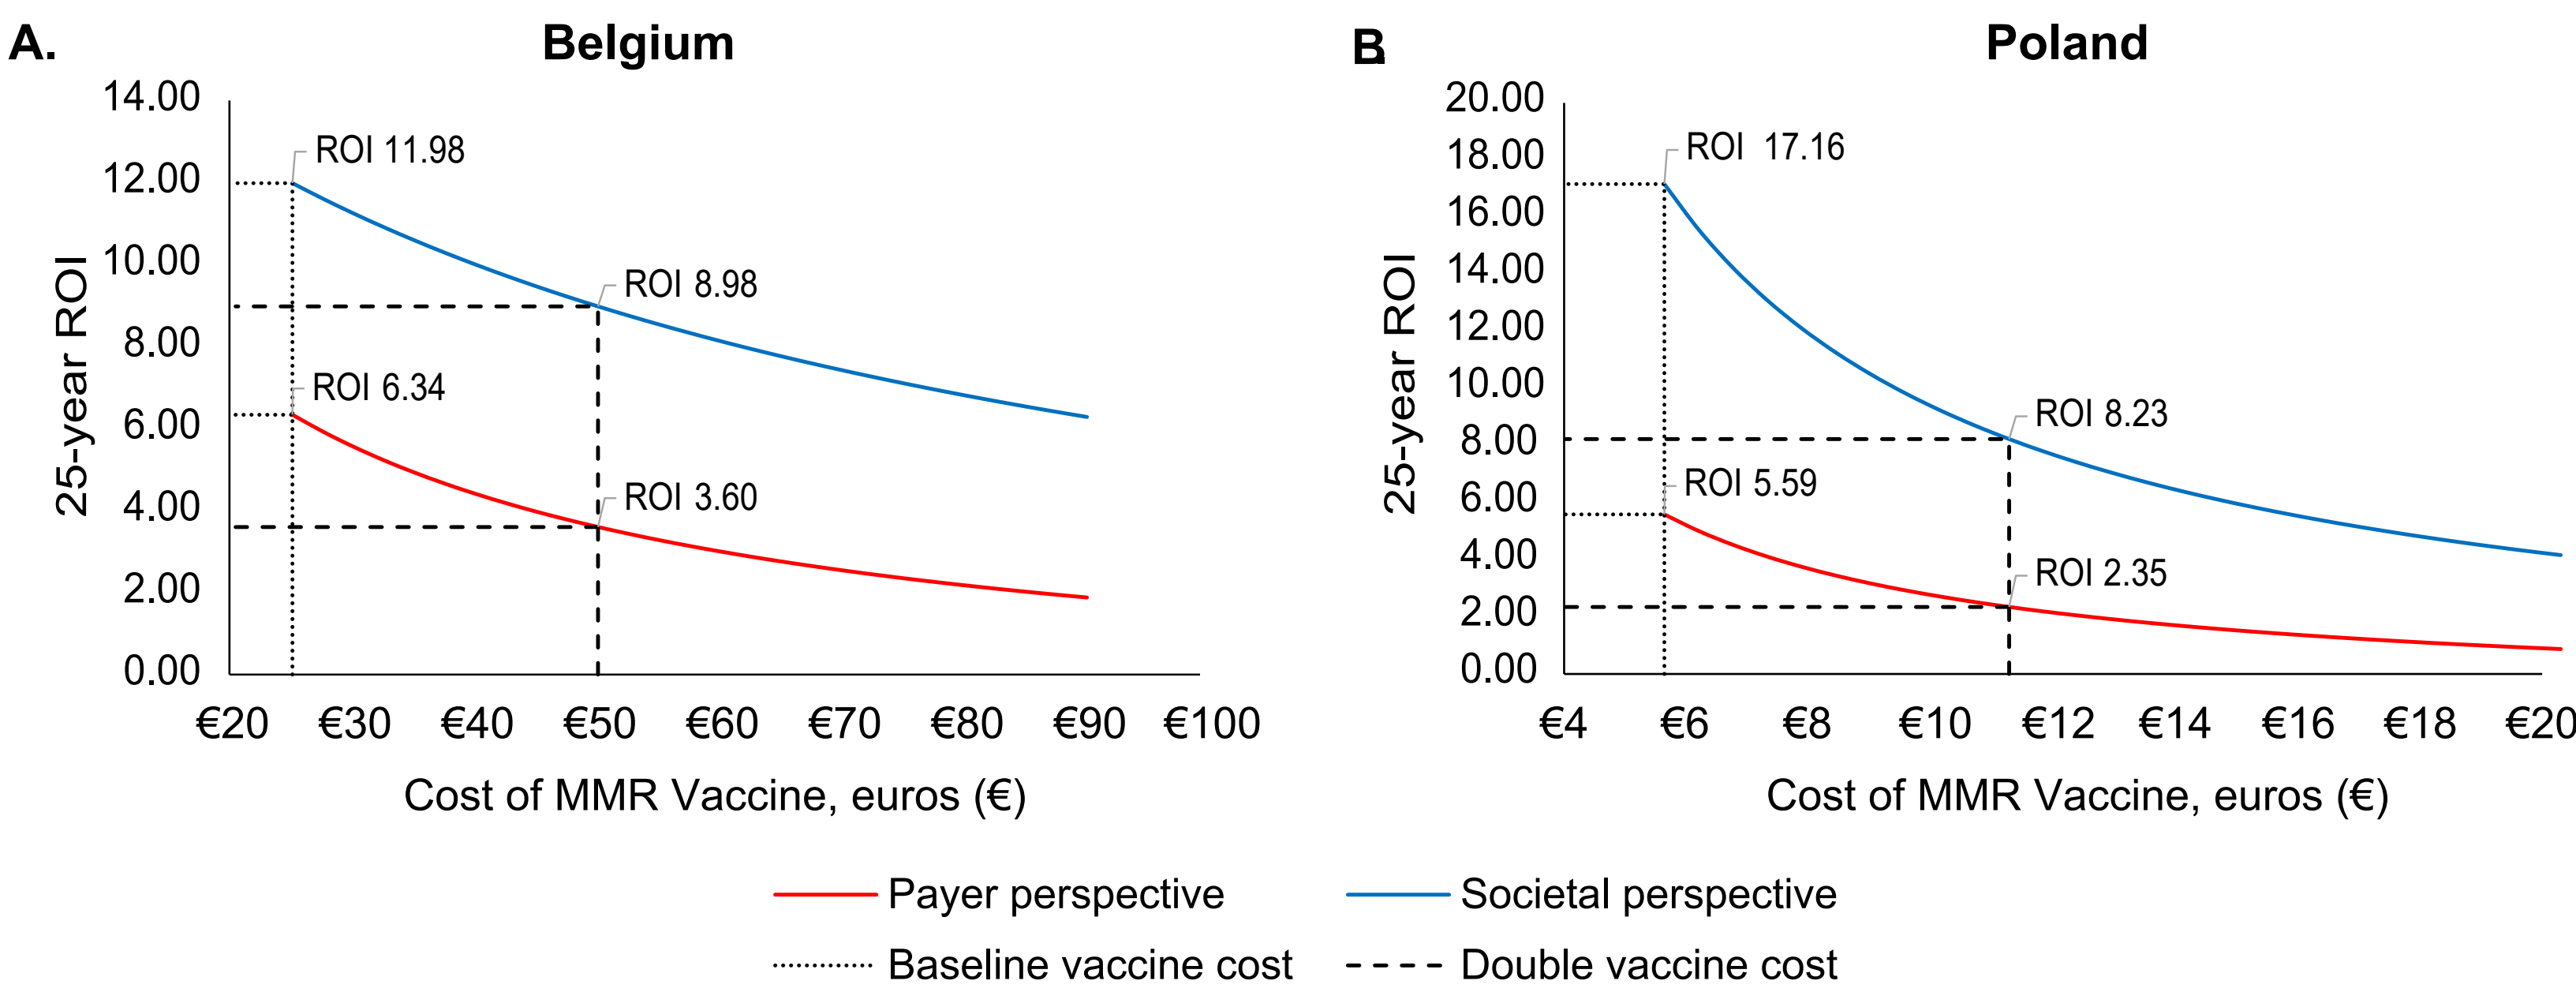 A.
Belgium
14.00
12.00
10.00
8.00
6.00
4.00
2.00
0.00
25-year ROI
ROI 11.98
ROI 8.98
ROI 6.34
ROI 3.60
€20 €30 €40 €50 €60 €70 €80 €90 €100
Cost of MMR Vaccine, euros (€)
B
Poland
20.00
18.00
16.00
14.00
12.00
10.00
8.00
6.00
4.00
2.00
0.00
25-year ROI
ROI 17.16
ROI 8.23
ROI 5.59
ROI 2.35
€4 €6 €8 €10 €12 €14 €16 €18 €20
Cost of MMR Vaccine, euros (€)
Payer perspective
Societal perspective
Baseline vaccine cost
Double vaccine cost